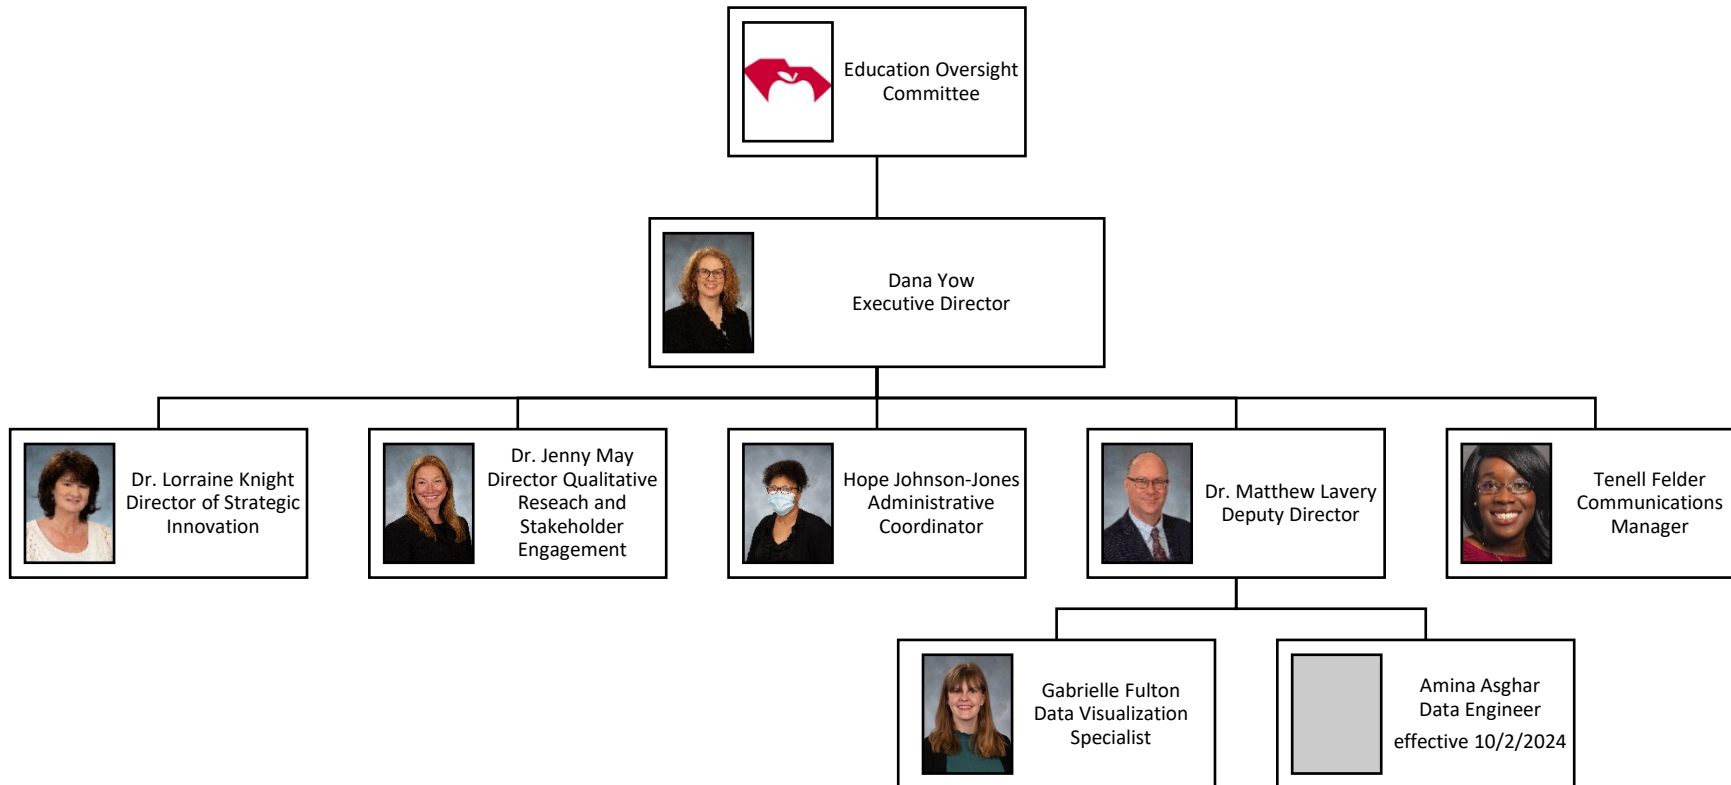 Education Oversight
Committee
Dana Yow
Executive Director
Dr. Lorraine Knight
Director of Strategic
Innovation
Dr. Jenny May
Director Qualitative
Reseach and
Stakeholder
Engagement
Hope Johnson-Jones
Administrative
Coordinator
Dr. Matthew Lavery
Deputy Director
Tenell Felder
Communications
Manager
Gabrielle Fulton
Data Visualization
Specialist
Amina Asghar
Data Engineer
effective 10/2/2024